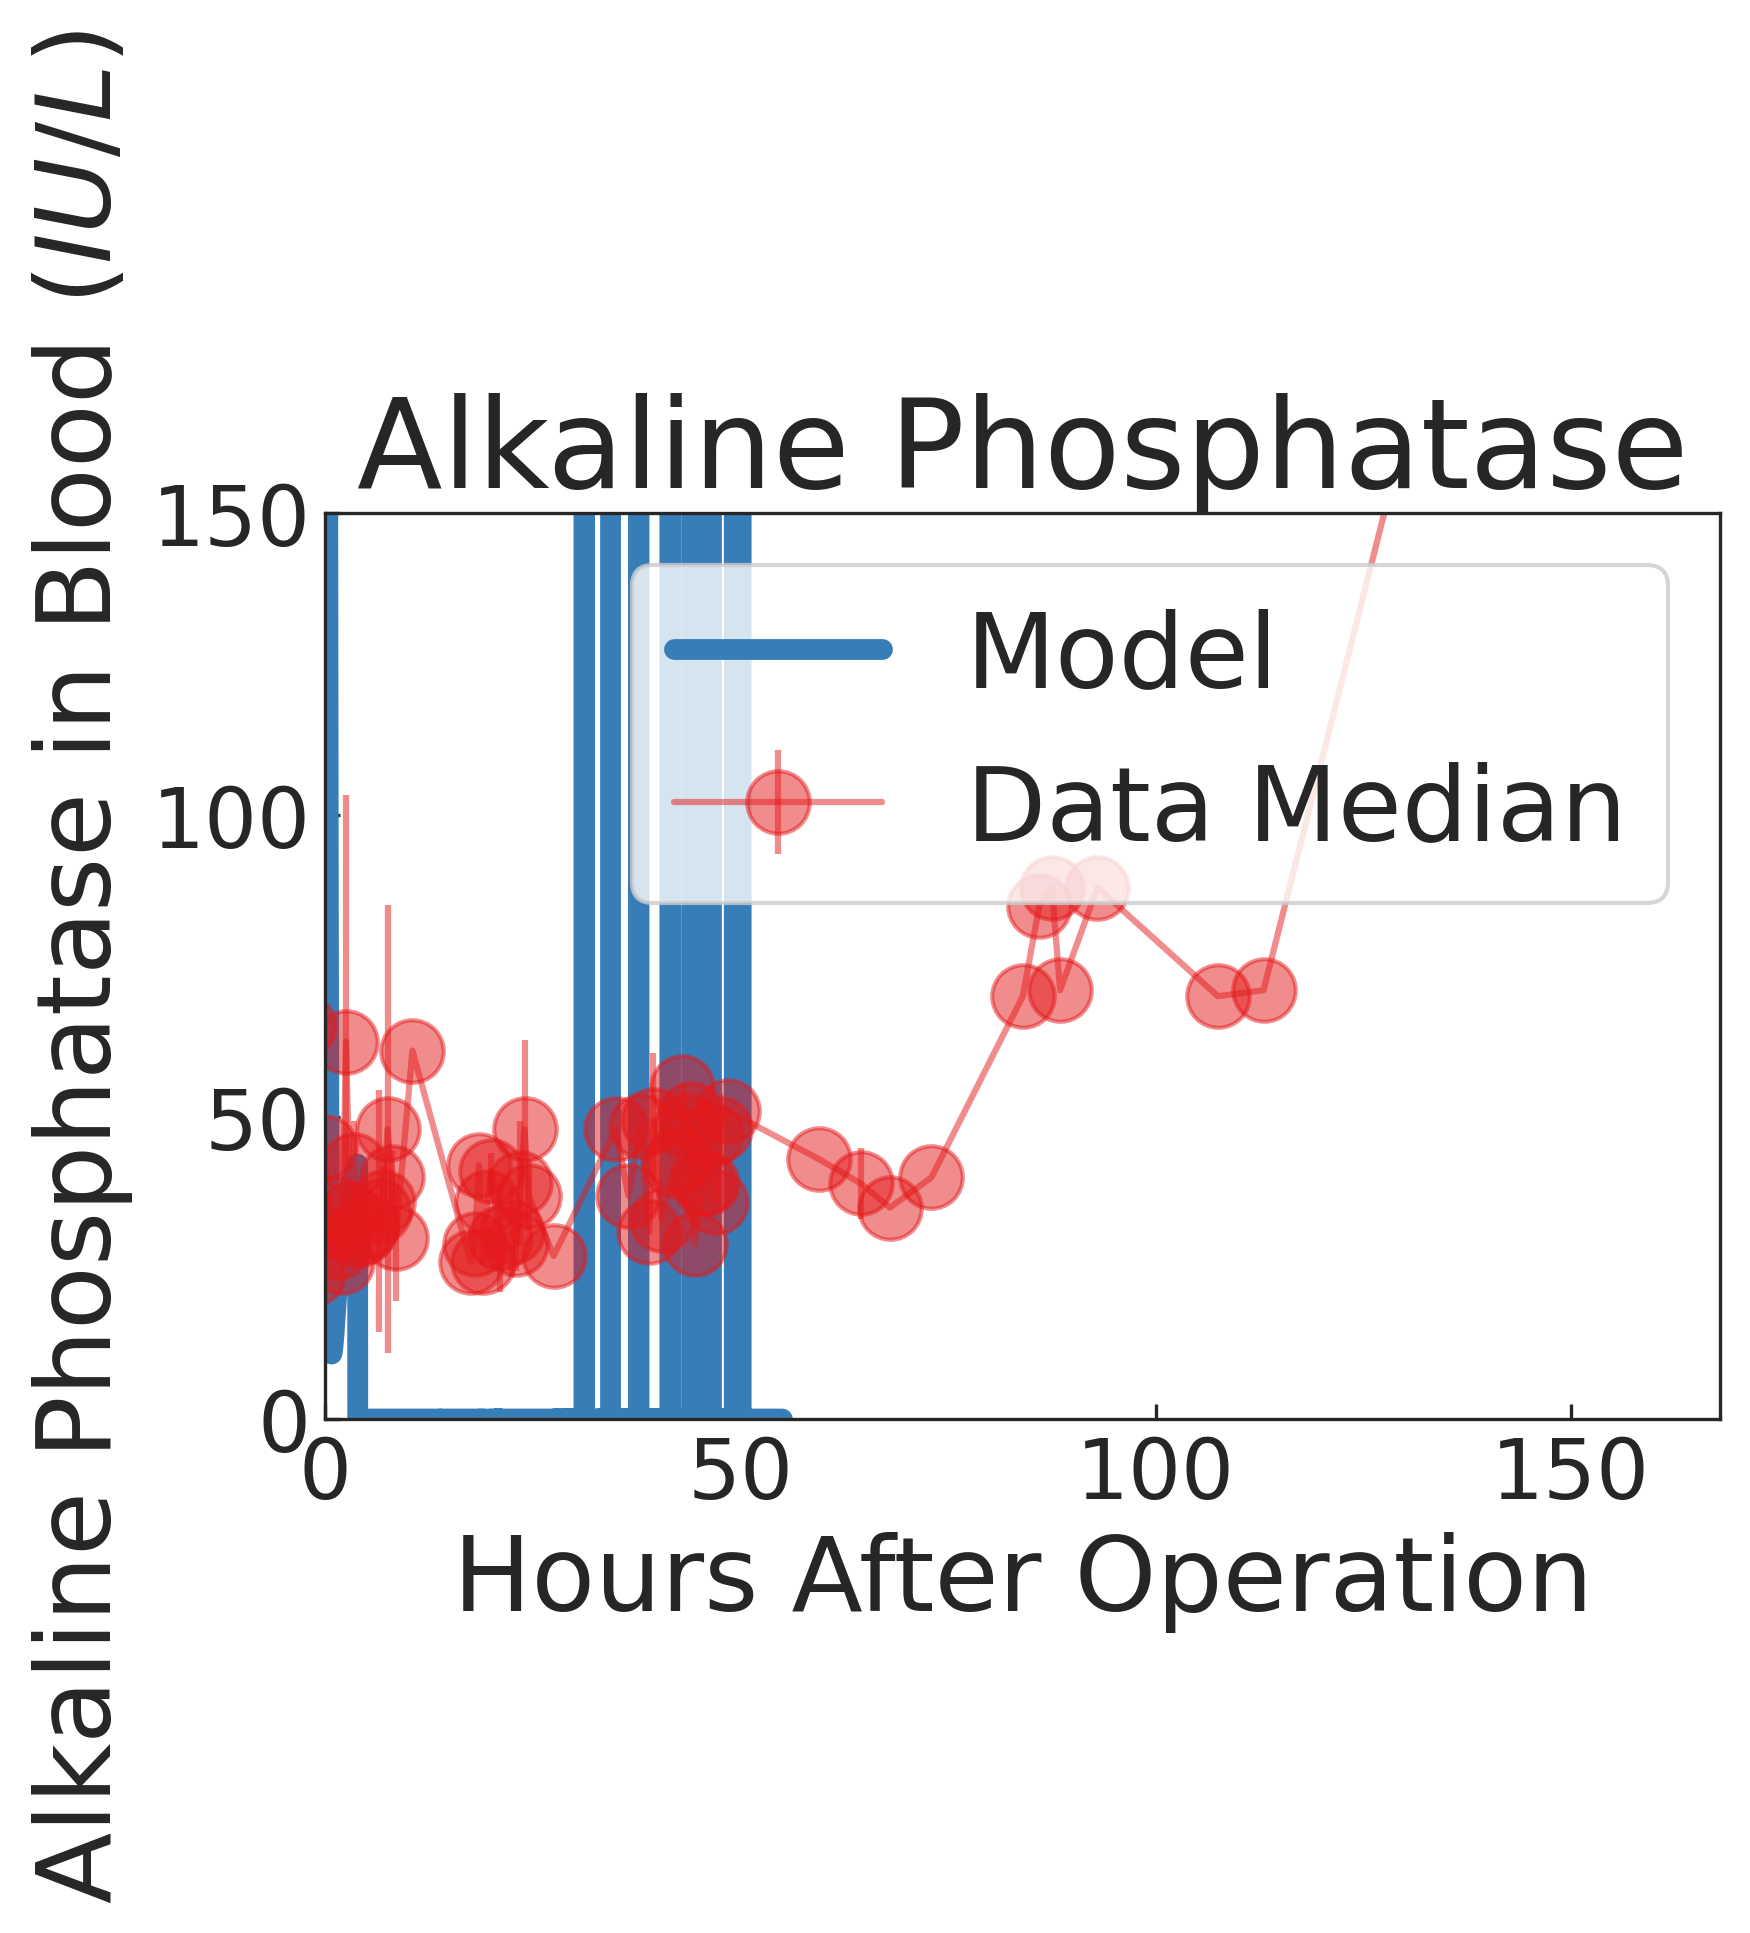 Alkaline Phosphatase
Alkaline Phosphatase in Blood (IU/L)
150
100
50
0
Model
Data Median
0 50 100 150
Hours After Operation